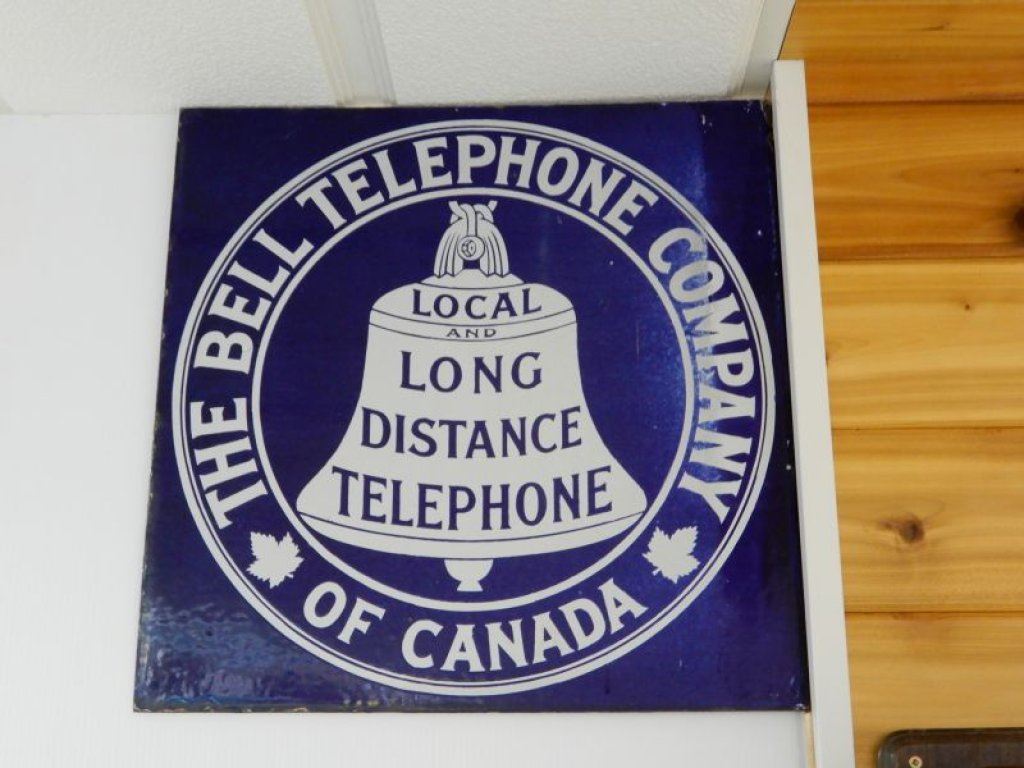 THE BELL TELEPHONE COMPANY
LOCAL
AND
LONG
DISTANCE
TELEPHONE
OF CANADA